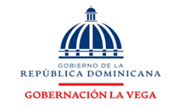 GOBIERNO DE LA
REPÚBLICA DOMINICANA
GOBERNACIÓN LA VEGA